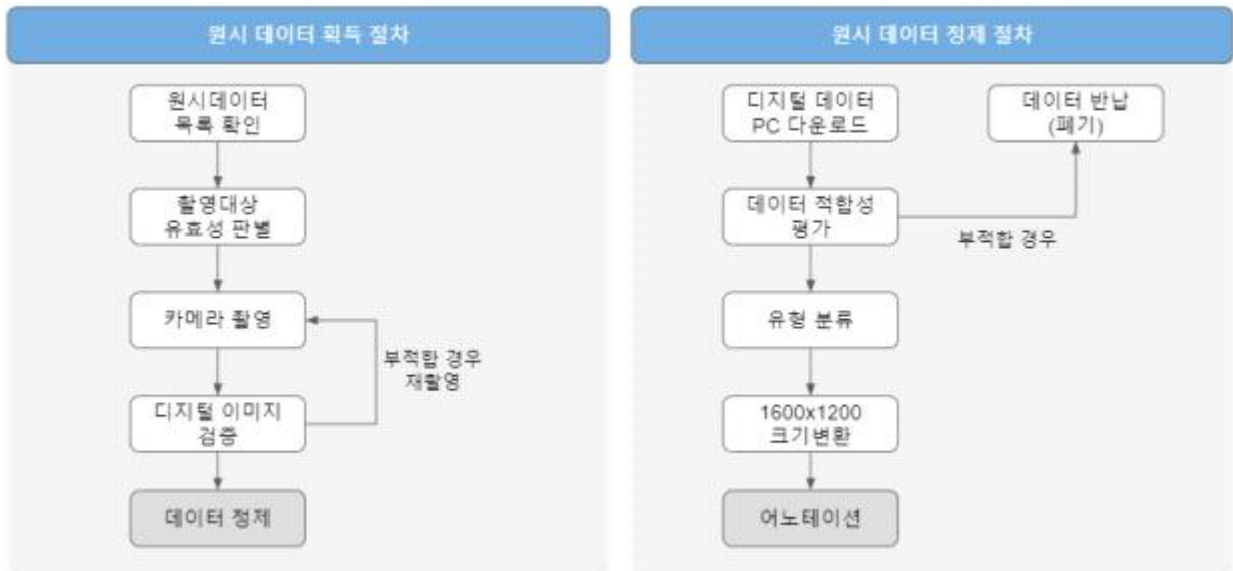 원시 데이터 획득 절차
원시데이터
목록 확인
촬영대상
유효성 판별
카메라 촬영
부적합 경우
재촬영
디지털 이미지
검증
데이터 정제
원시 데이터 정제 절차
디지털 데이터
PC 다운로드
데이터 반납
(폐기)
데이터 적합성
평가
부적합 경우
유형 분류
1600x1200
크기변환
어노테이션